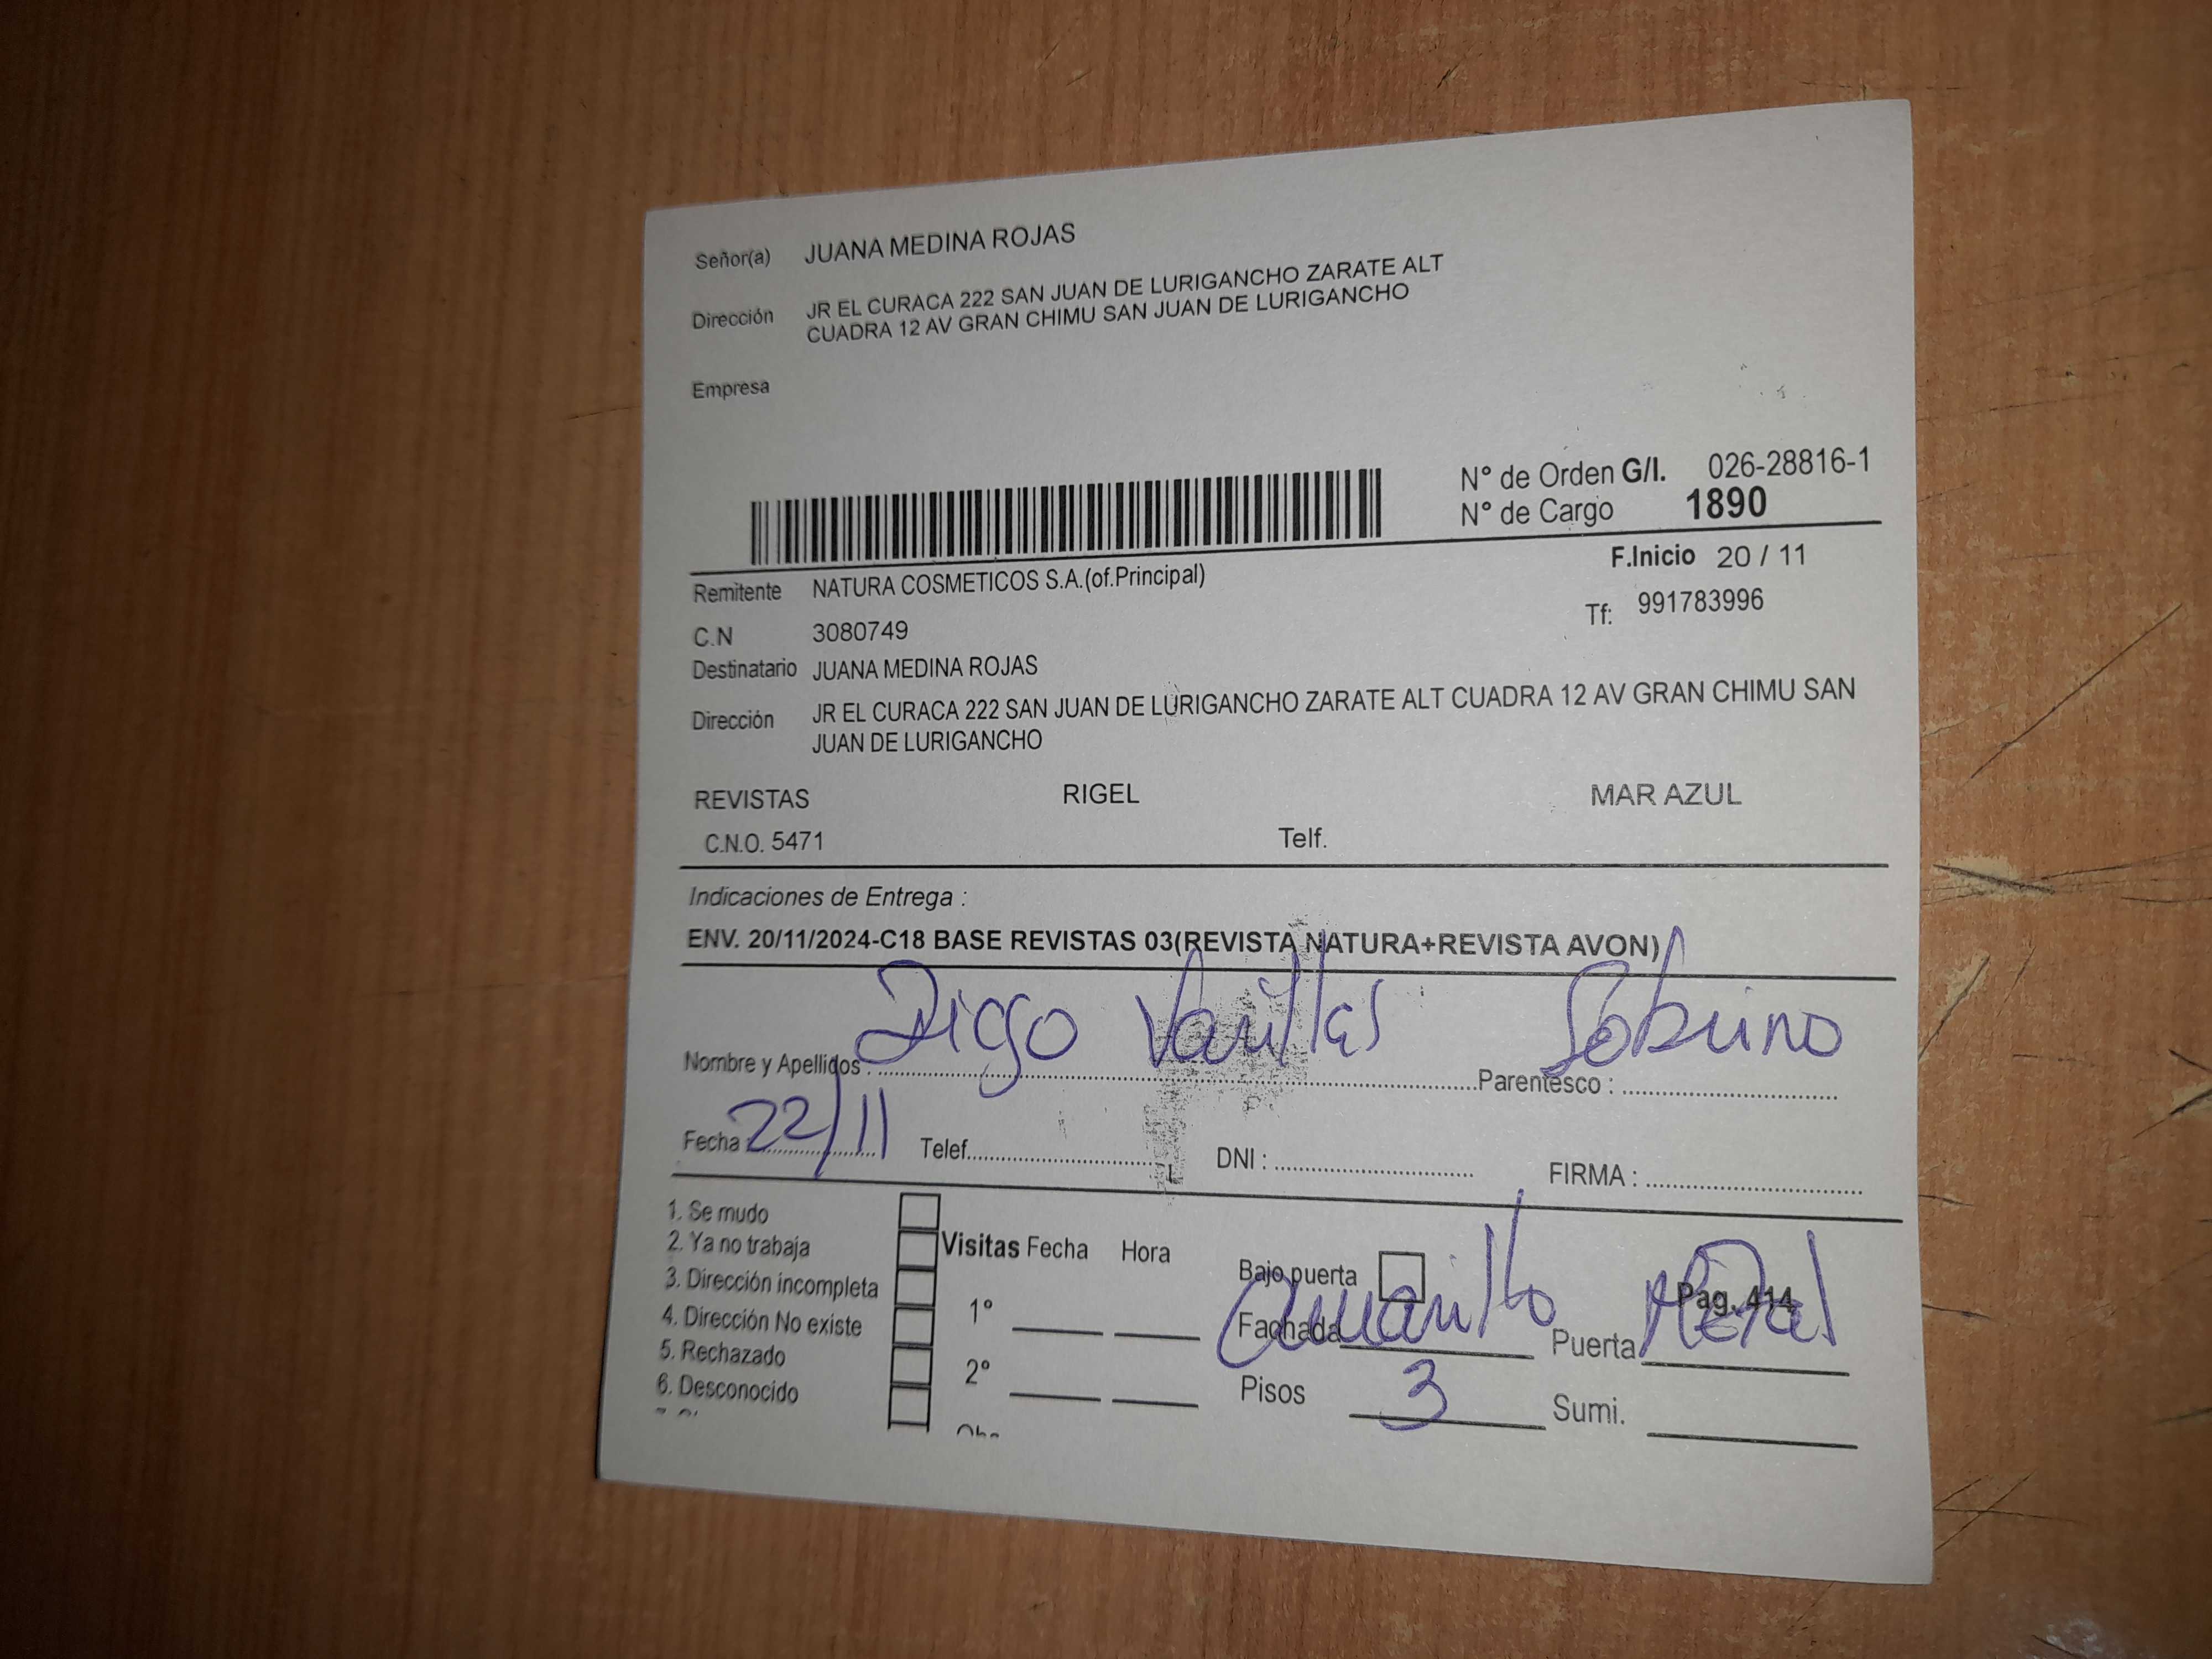 Señor(a) JUANA MEDINA ROJAS
Dirección JR EL CURACA 222 SAN JUAN DE LURIGANCHO ZARATE ALT
CUADRA 12 AV GRAN CHIMU SAN JUAN DE LURIGANCHO
Empresa
N° de Orden G/I. 026-28816-1
N° de Cargo 1890
F.Inicio 20 / 11
Remitente NATURA COSMETICOS S.A.(of.Principal)
Tf: 991783996
C.N 3080749
Destinatario JUANA MEDINA ROJAS
Dirección JR EL CURACA 222 SAN JUAN DE LURIGANCHO ZARATE ALT CUADRA 12 AV GRAN CHIMU SAN
JUAN DE LURIGANCHO
REVISTAS RIGEL MAR AZUL
C.N.O. 5471 Telf.
Indicaciones de Entrega :
ENV. 20/11/2024-C18 BASE REVISTAS 03(REVISTA NATURA+REVISTA AVON)
Nombre y Apellidos : Diego Parentesco : Sobrino
Fecha 22/11 Telef. DNI : FIRMA :
1. Se mudo
2. Ya no trabaja Visitas Fecha Hora Bajo puerta
3. Dirección incompleta
4. Dirección No existe 1° Fachada Amarillo Puerta Metal Pag. 414
5. Rechazado
6. Desconocido 2° Pisos 3 Sumi.